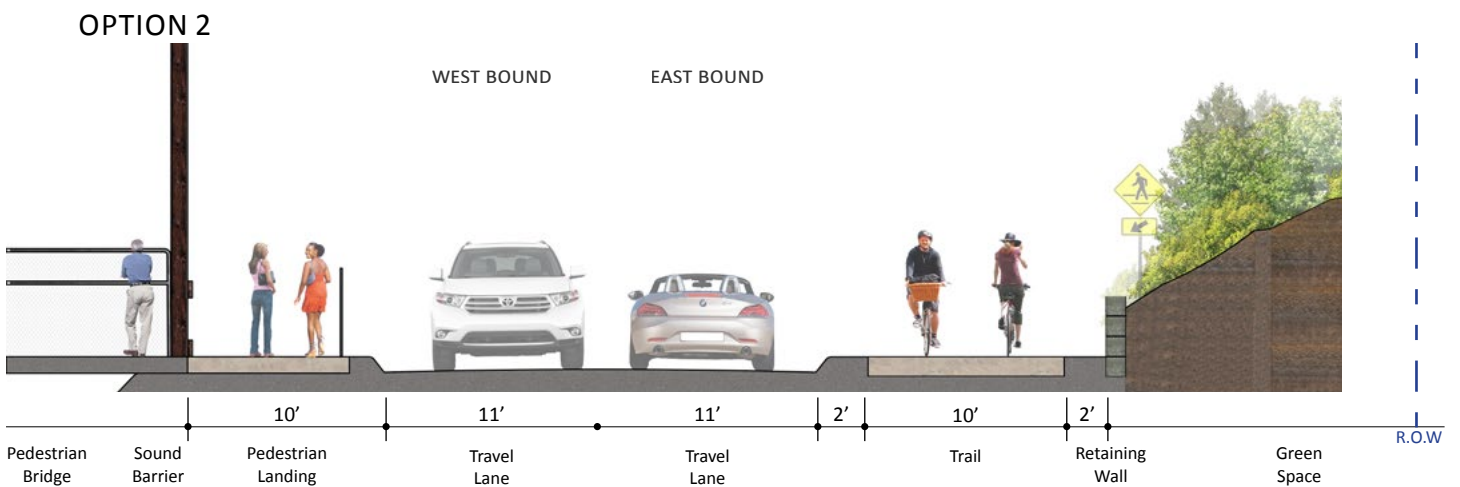 OPTION 2
WEST BOUND
EAST BOUND
10'
11'
11'
2'
10'
2'
R.O.W
Pedestrian
Bridge
Sound
Barrier
Pedestrian
Landing
Travel
Lane
Travel
Lane
Trail
Retaining
Wall
Green
Space